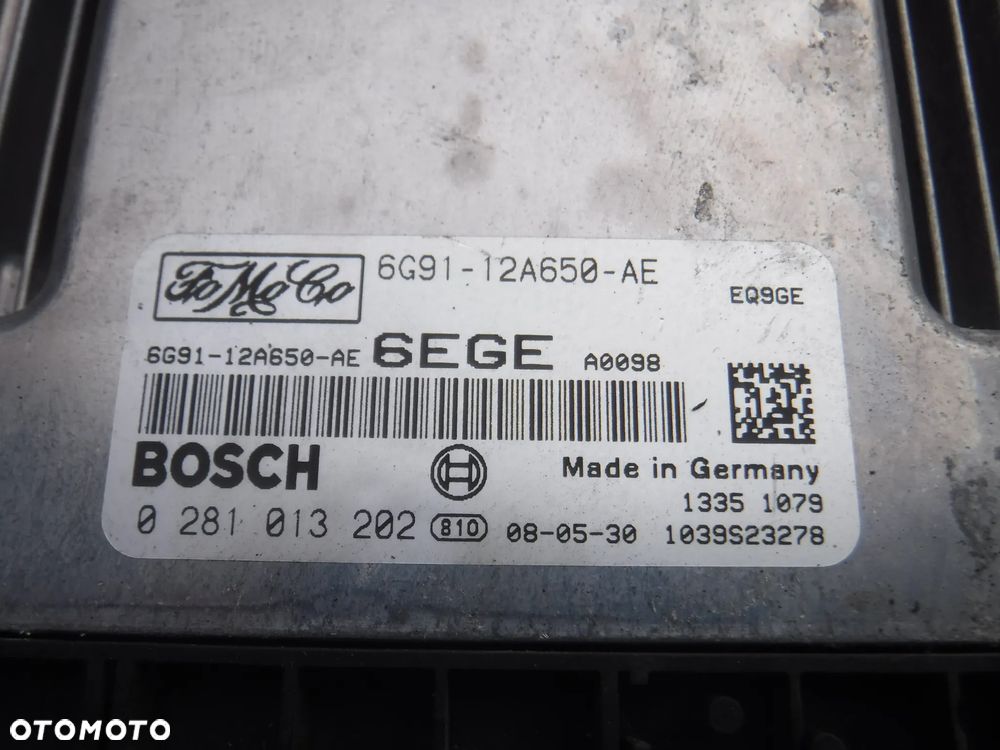 FoMoCo 6G91-12A650-AE
EQ9GE
6G91-12A650-AE 6EGE A0098
BOSCH Made in Germany
1335 1079
0 281 013 202 810 08-05-30 1039S23278
OTOMOTO